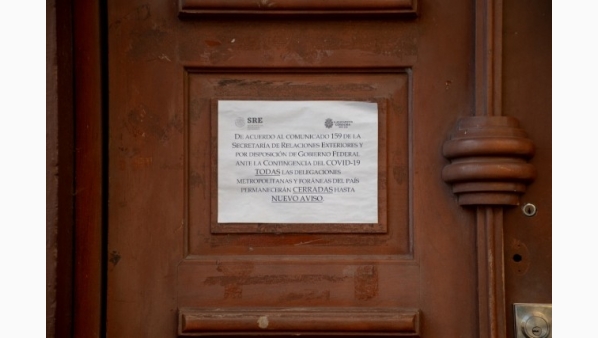 SRE
DE ACUERDO AL COMUNICADO 159 DE LA
SECRETARÍA DE RELACIONES EXTERIORES Y
POR DISPOSICIÓN DE GOBIERNO FEDERAL
ANTE LA CONTINGENCIA DEL COVID-19
TODAS LAS DELEGACIONES
METROPOLITANAS Y FORÁNEAS DEL PAÍS
PERMANECERÁN CERRADAS HASTA
NUEVO AVISO